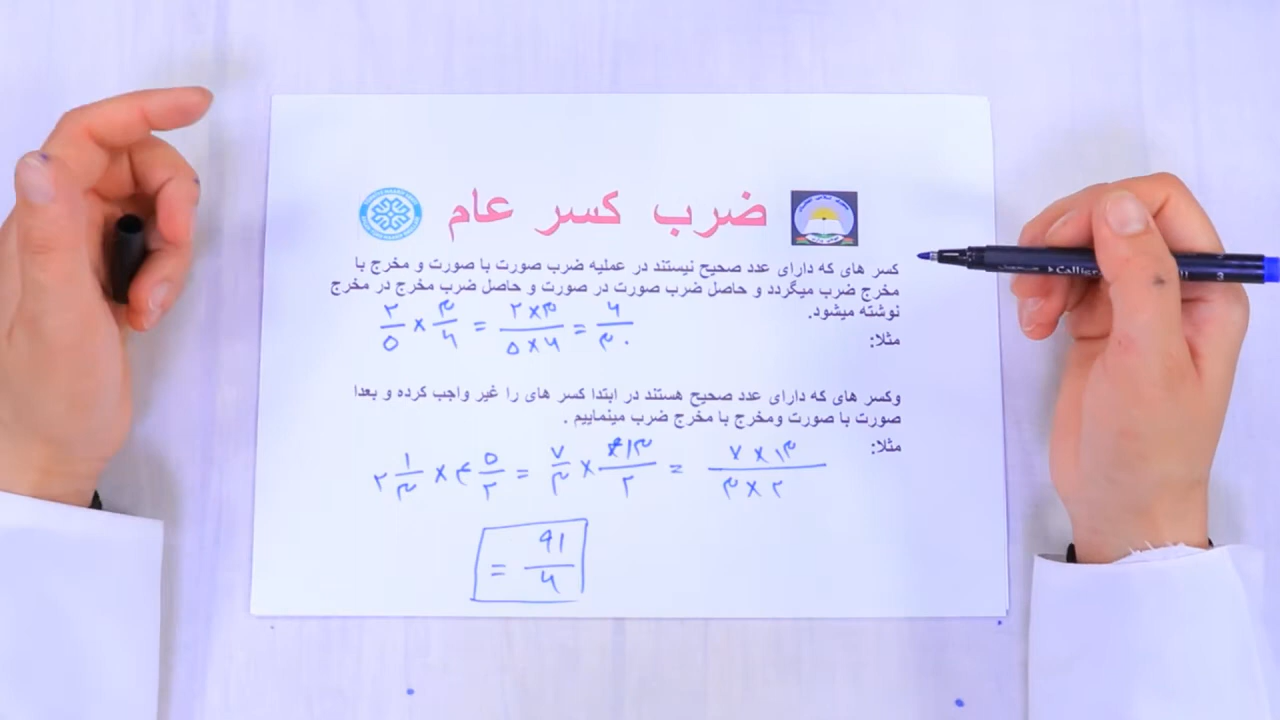 ضرب کسر عام
کسر های که دارای عدد صحیح نیستند در عملیه ضرب صورت با صورت و مخرج با
مخرج ضرب میگردد و حاصل ضرب صورت در صورت و حاصل ضرب مخرج در مخرج
نوشته میشود.
مثلا:
۲/۵ × ۳/۶ = ۲×۳/۵×۶ = ۶/۳۰
وکسر های که دارای عدد صحیح هستند در ابتدا کسر های را غیر واجب کرده و بعدا
صورت با صورت ومخرج با مخرج ضرب مینماییم .
مثلا:
۲ ۱/۳ × ۴ ۵/۲ = ۷/۳ × ۱۳/۲ = ۷×۱۳/۳×۲
= ۹۱/۶